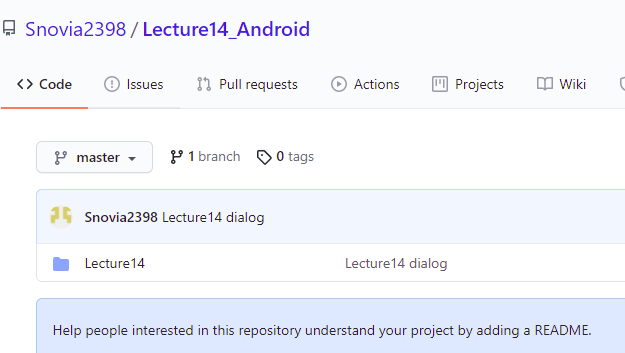 Snovia2398 / Lecture14_Android
Code Issues Pull requests Actions Projects Wiki
master 1 branch 0 tags
Snovia2398 Lecture14 dialog
Lecture14 Lecture14 dialog
Help people interested in this repository understand your project by adding a README.